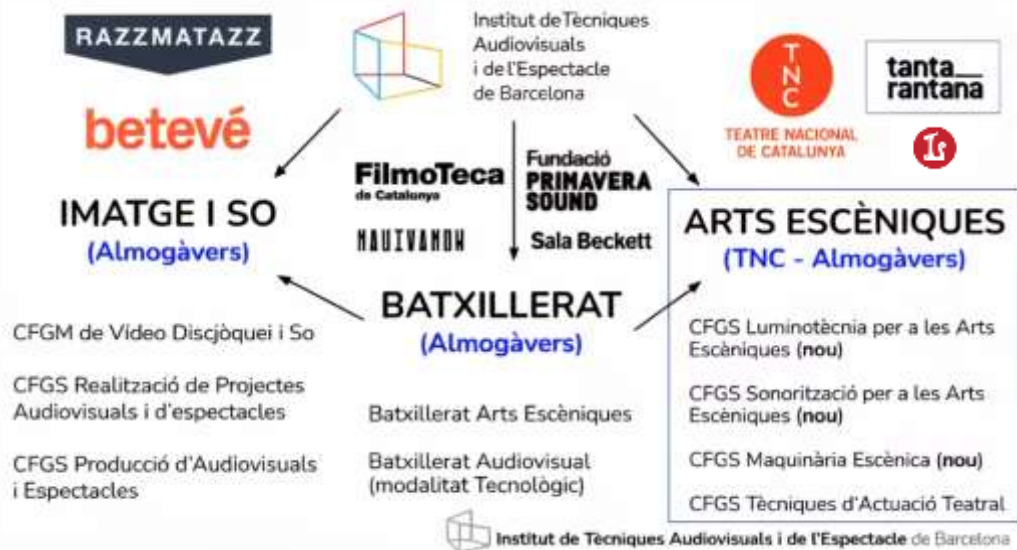 RAZZMATAZZ
betevé
Institut de Tècniques
Audiovisuals
i de l'Espectacle
de Barcelona
TNC
TEATRE NACIONAL
DE CATALUNYA
tanta__
rantana
FilmoTeca
de Catalunya
Fundació
PRIMAVERA
SOUND
NAUIVANOW
Sala Beckett
IMATGE I SO
(Almogàvers)
CFGM de Vídeo Discjòquei i So
CFGS Realització de Projectes
Audiovisuals i d'espectacles
CFGS Producció d'Audiovisuals
i Espectacles
BATXILLERAT
(Almogàvers)
Batxillerat Arts Escèniques
Batxillerat Audiovisual
(modalitat Tecnològic)
ARTS ESCÈNIQUES
(TNC - Almogàvers)
CFGS Luminotècnia per a les Arts
Escèniques (nou)
CFGS Sonorització per a les Arts
Escèniques (nou)
CFGS Maquinària Escènica (nou)
CFGS Tècniques d'Actuació Teatral
Institut de Tècniques Audiovisuals i de l'Espectacle de Barcelona